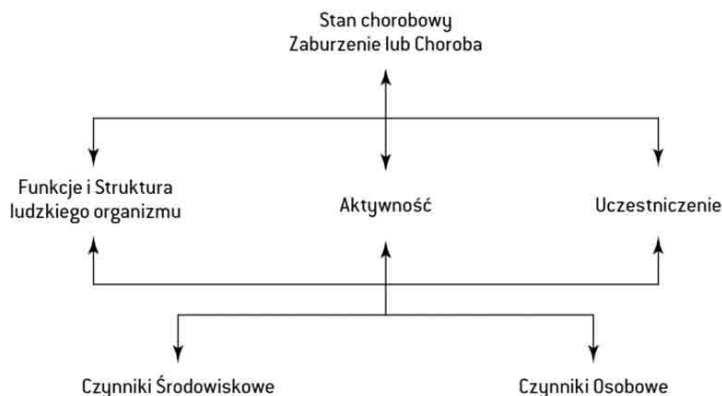 Stan chorobowy
Zaburzenie lub Choroba
Funkcje i Struktura
ludzkiego organizmu
Aktywność
Uczestniczenie
Czynniki Środowiskowe
Czynniki Osobowe